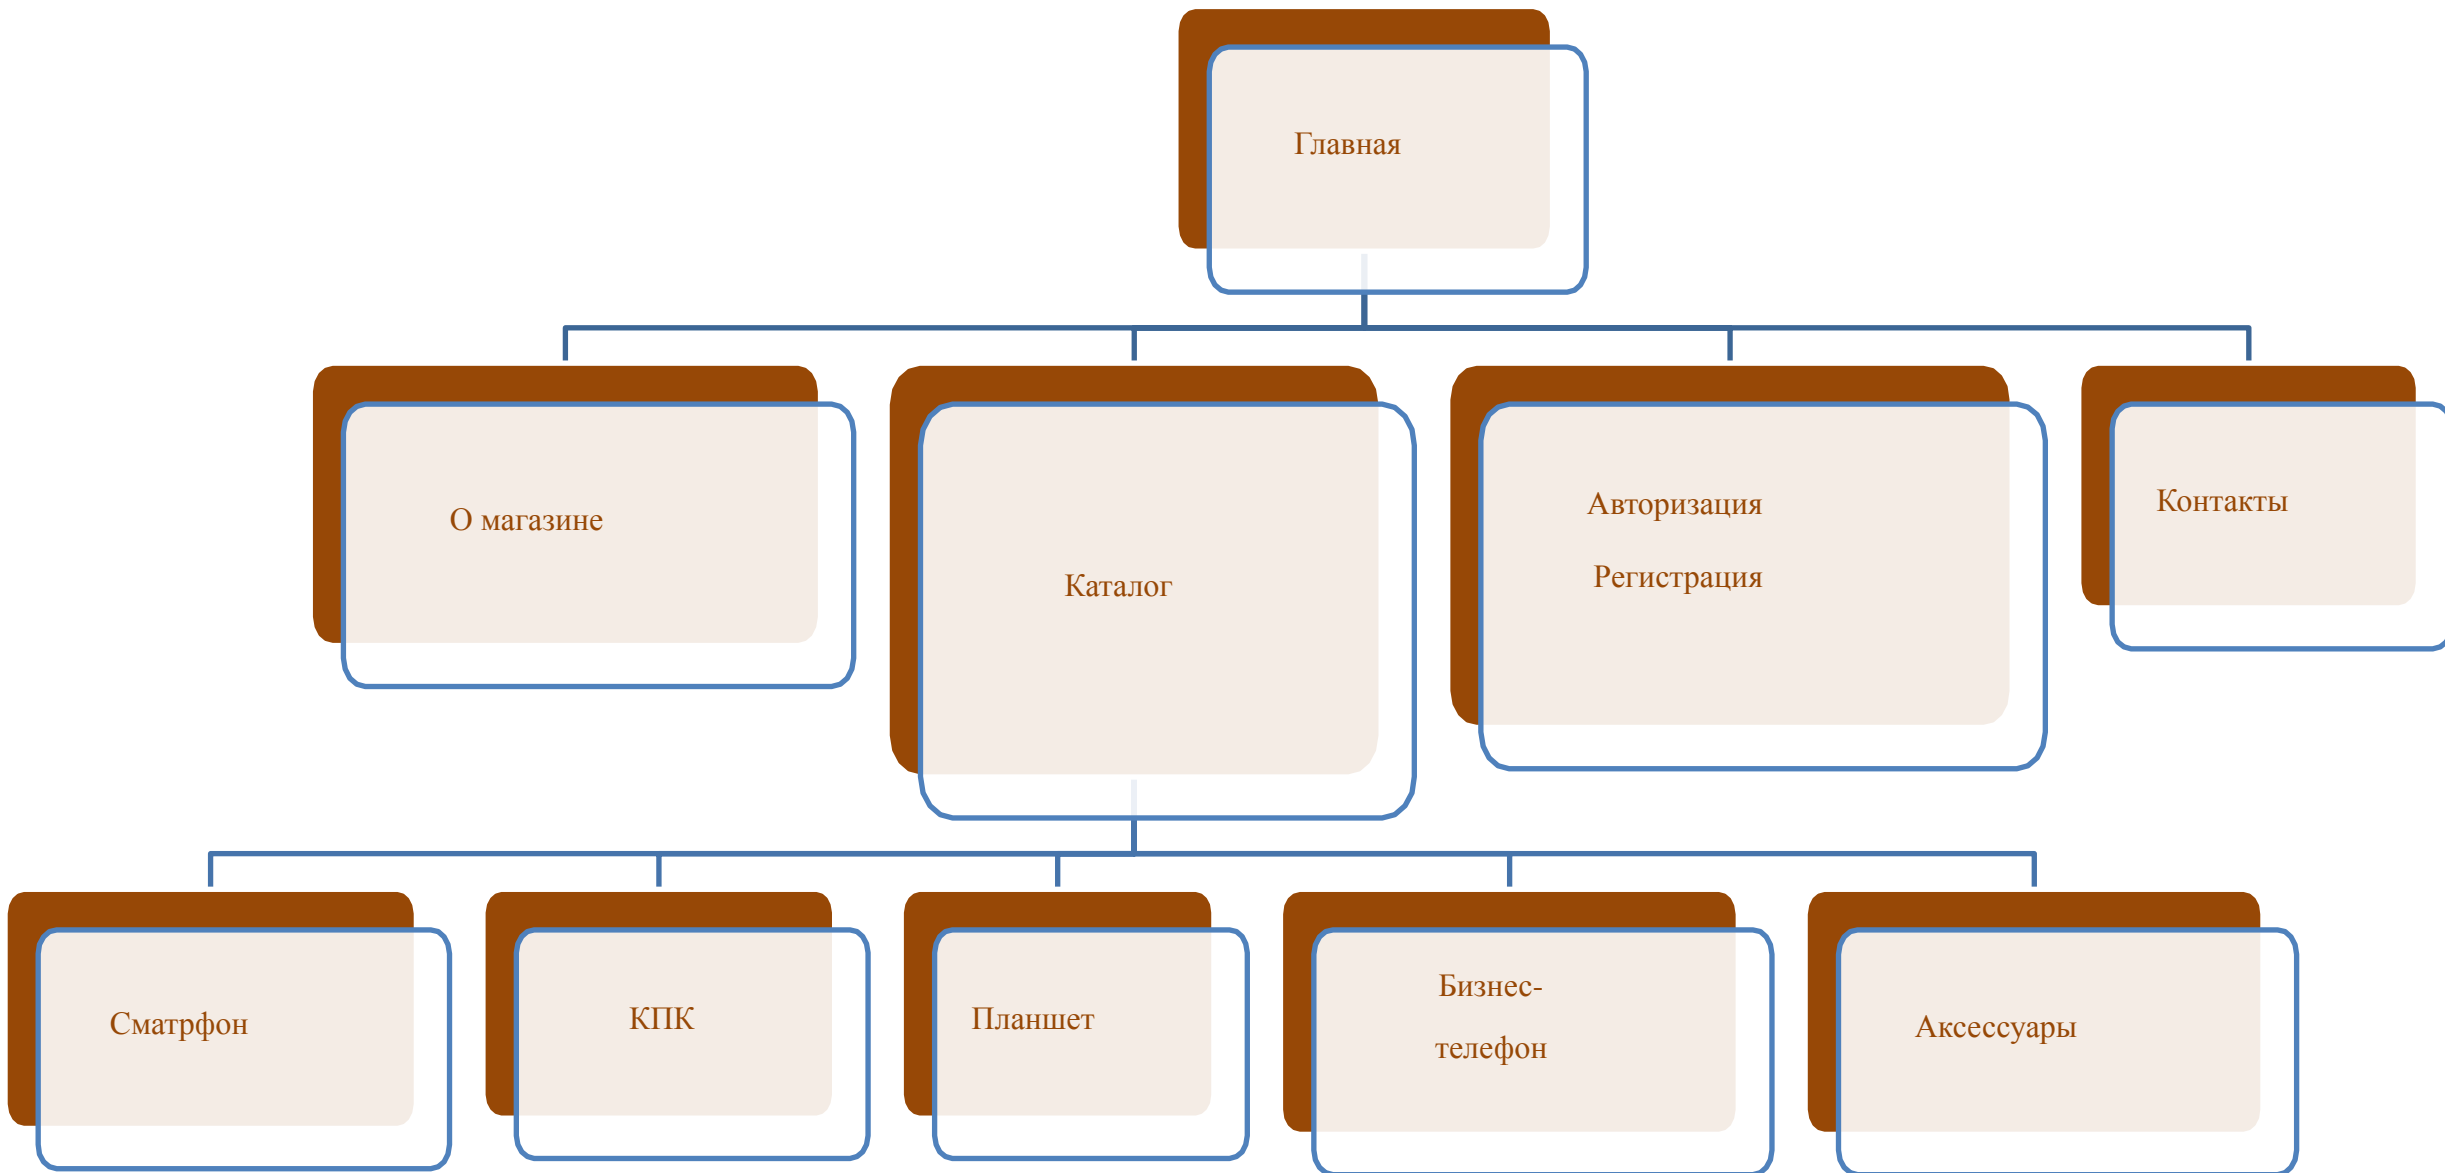 Главная
О магазине
Каталог
Авторизация
Регистрация
Контакты
Сматрфон
КПК
Планшет
Бизнес-
телефон
Аксессуары